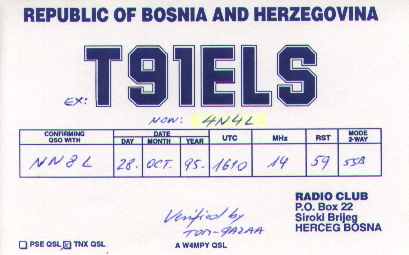 REPUBLIC OF BOSNIA AND HERZEGOVINA
EX: T91ELS
NOW: 4N4L
CONFIRMING QSO WITH DATE DAY MONTH YEAR UTC MHz RST MODE 2-WAY
NN8L 28. OCT. 95. 1610 14 59 SSB
RADIO CLUB
P.O. Box 22
Siroki Brijeg
HERCEG BOSNA
Verified by
TOM-9A2AA
PSE QSL TNX QSL A W4MPY QSL